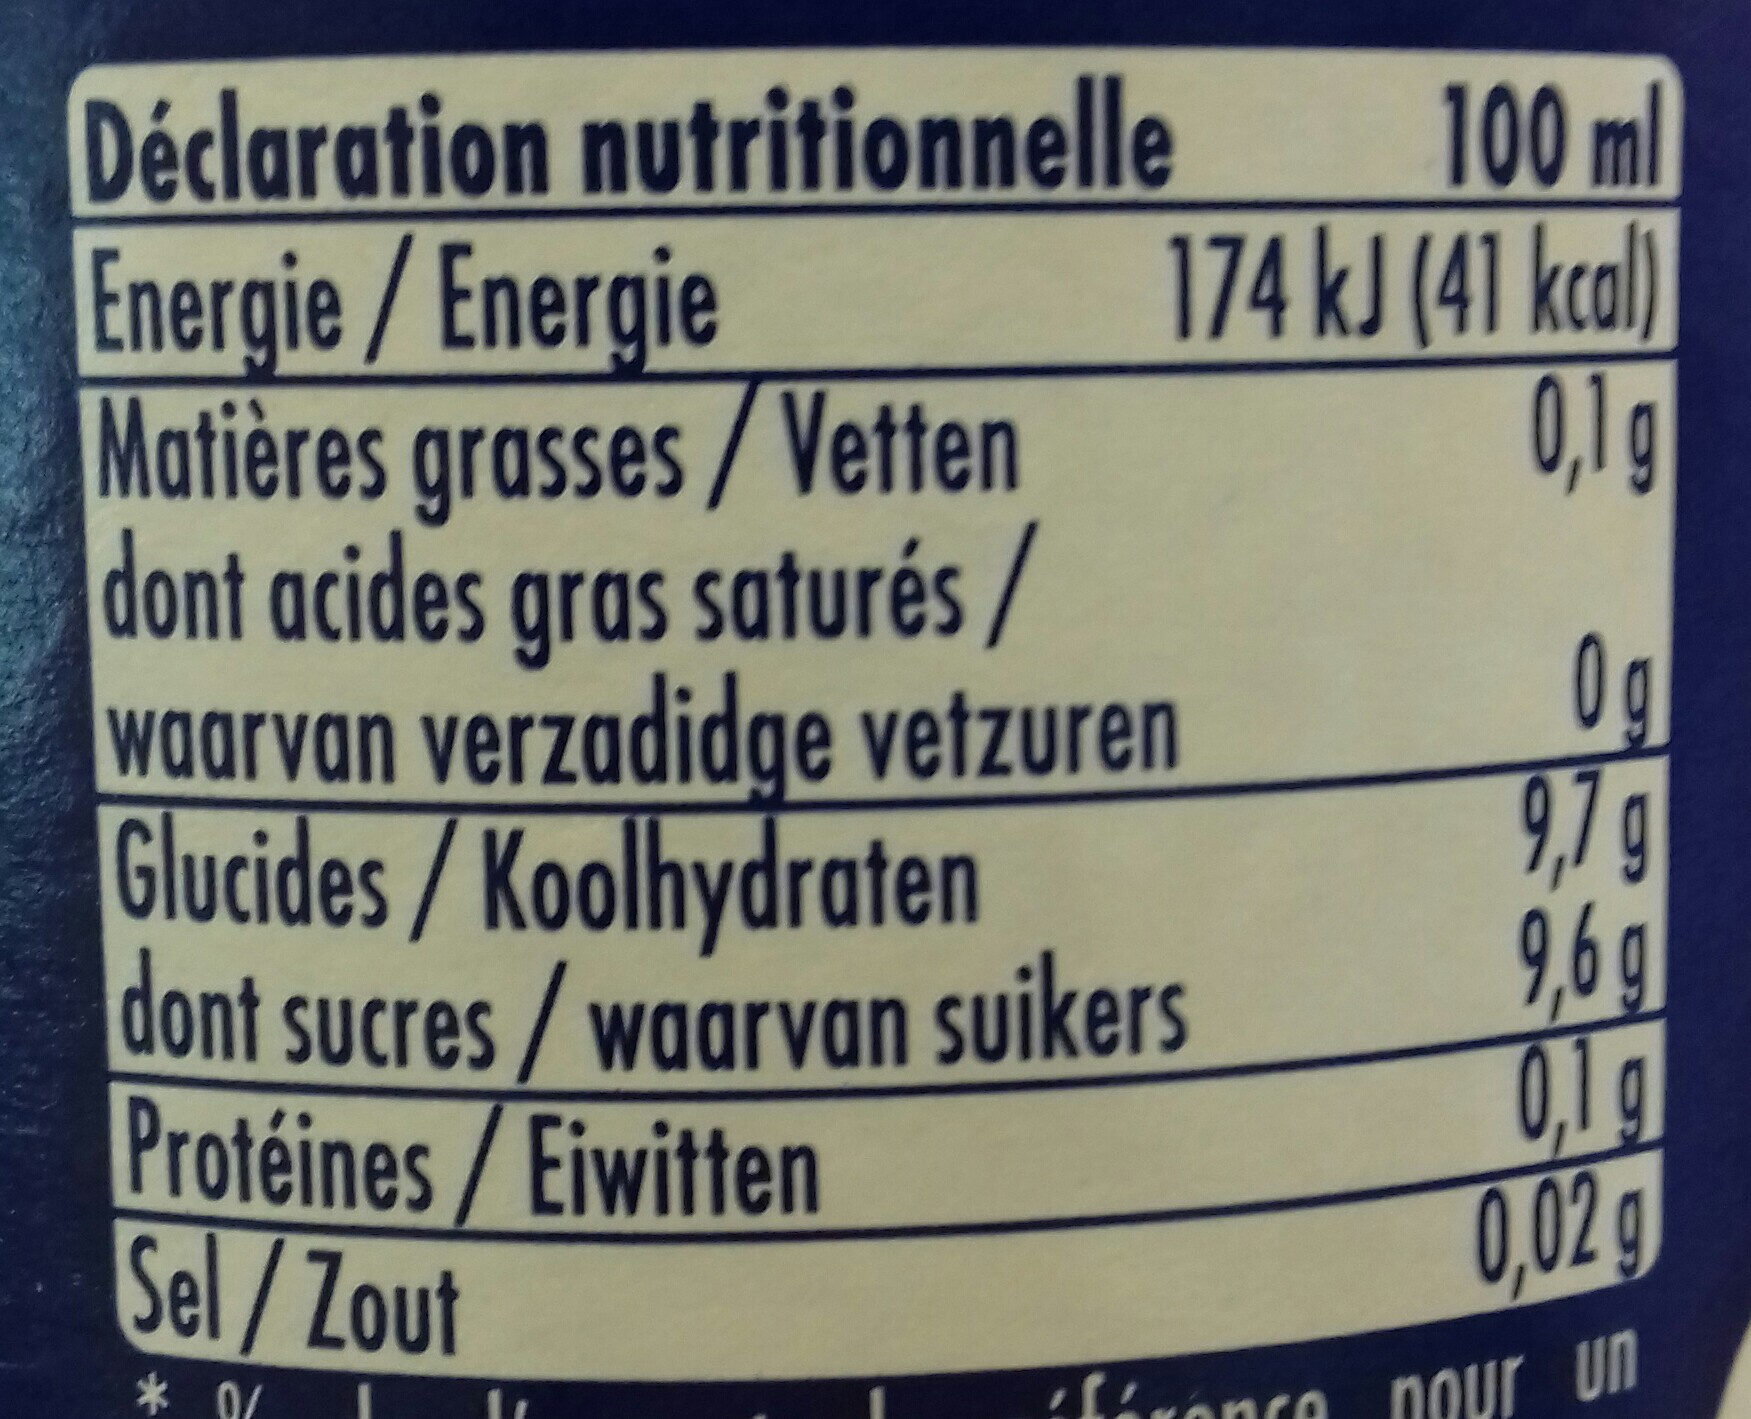 Déclaration nutritionnelle 100 ml
Energie / Energie 174 kJ (41 kcal)
Matières grasses / Vetten 0,1 g
dont acides gras saturés /
waarvan verzadidge vetzuren 0 g
Glucides / Koolhydraten 9,7 g
dont sucres / waarvan suikers 9,6 g
Protéines / Eiwitten 0,1 g
Sel / Zout 0,02 g
* % pour un